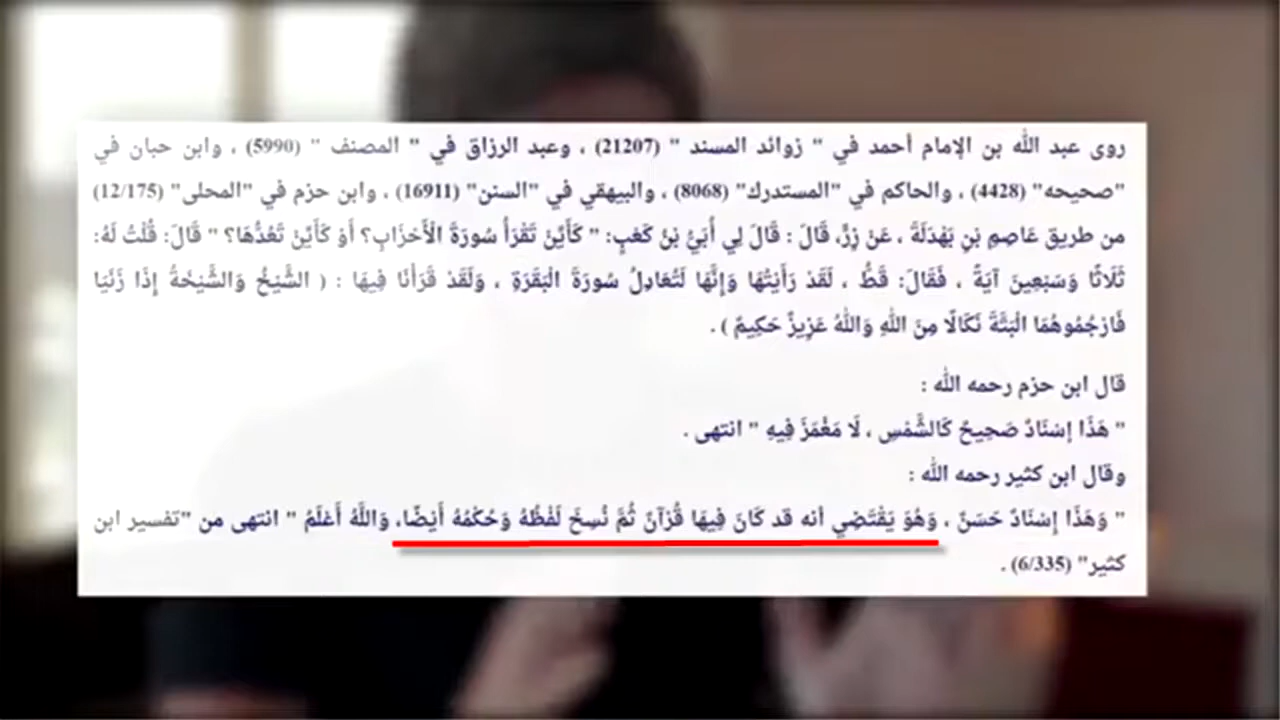 روى عبد الله بن الإمام أحمد في " زوائد المسند " (21207) ، وعبد الرزاق في " المصنف " (5990) ، وابن حبان في
"صحيحه" (4428) ، والحاكم في "المستدرك" (8068) ، والبيهقي في "السنن" (16911) ، وابن حزم في "المحلى" (12/175)
من طريق عَاصِمِ بْنِ بَهْدَلَةَ ، عَنْ زِرٍّ، قَالَ : قَالَ لِي أُبَيُّ بْنُ كَعْبٍ: " كَأَيِّنْ تَقْرَأُ سُورَةَ الْأَحْزَابِ؟ أَوْ كَأَيِّنْ تَعُدُّهَا؟ " قَالَ: قُلْتُ لَهُ:
ثَلَاثًا وَسَبْعِينَ آيَةً ، فَقَالَ: قَطُّ ، لَقَدْ رَأَيْتُهَا وَإِنَّهَا لَتُعَادِلُ سُورَةَ الْبَقَرَةِ ، وَلَقَدْ قَرَأْنَا فِيهَا : ( الشَّيْخُ وَالشَّيْخَةُ إِذَا زَنَيَا
فَارْجُمُوهُمَا الْبَتَّةَ نَكَالًا مِنَ اللَّهِ وَاللَّهُ عَزِيزٌ حَكِيمٌ ) .
قال ابن حزم رحمه الله :
" هَذَا إسْنَادٌ صَحِيحٌ كَالشَّمْسِ ، لَا مَغْمَزَ فِيهِ " انتهى .
وقال ابن كثير رحمه الله :
" وَهَذَا إِسْنَادٌ حَسَنٌ ، وَهُوَ يَقْتَضِي أنه قد كَانَ فِيهَا قُرْآنٌ ثُمَّ نُسِخَ لَفْظُهُ وَحُكْمُهُ أَيْضًا، وَاللَّهُ أَعْلَمُ " انتهى من "تفسير ابن
كثير" (6/335) .